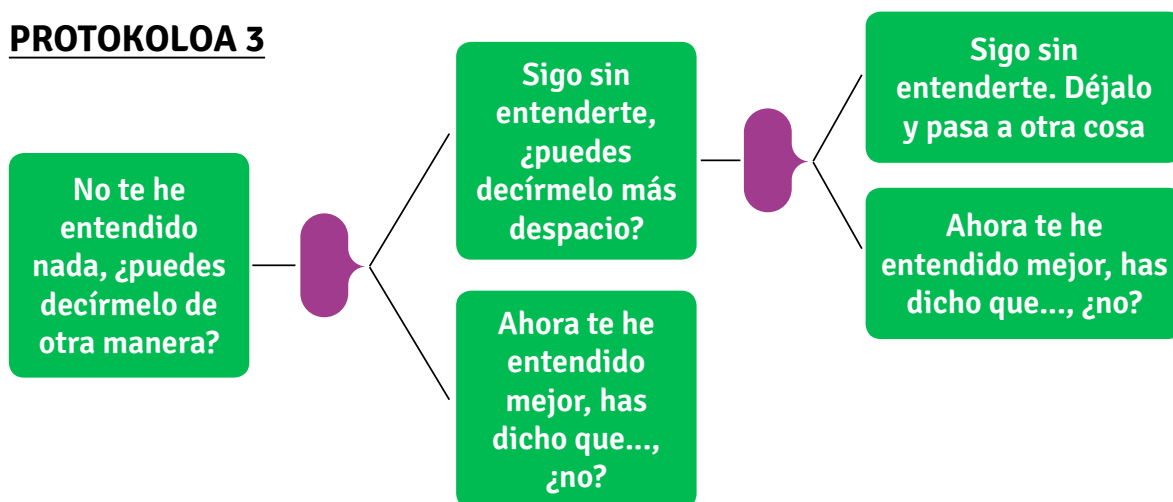 PROTOKOLOA 3
No te he
entendido
nada, ¿puedes
decírmelo de
otra manera?
Sigo sin
entenderte,
¿puedes
decírmelo más
despacio?
Ahora te he
entendido
mejor, has
dicho que...,
¿no?
Sigo sin
entenderte. Déjalo
y pasa a otra cosa
Ahora te he
entendido mejor, has
dicho que..., ¿no?